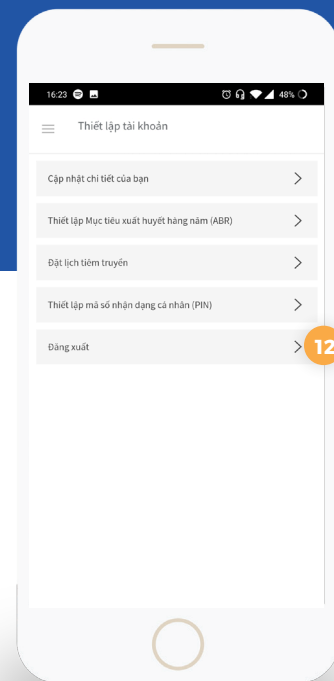 16:23 48%
Thiết lập tài khoản
Cập nhật chi tiết của bạn
Thiết lập Mục tiêu xuất huyết hàng năm (ABR)
Đặt lịch tiêm truyền
Thiết lập mã số nhận dạng cá nhân (PIN)
Đăng xuất
12